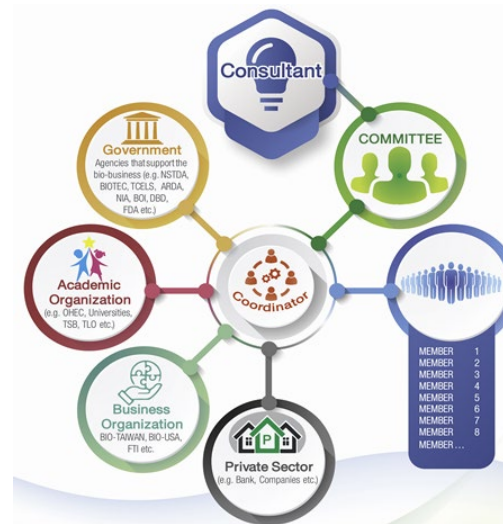 Consultant
COMMITTEE
Government
Agencies that support the
bio-business (e.g. NSTDA,
BIOTEC, TCELS, ARDA,
NIA, BOI, DBD,
FDA etc.)
Academic
Organization
(e.g. OHEC, Universities,
TSB, TLO etc.)
Coordinator
Business
Organization
BIO-TAIWAN, BIO-USA,
FTI etc.
P
Private Sector
(e.g. Bank, Companies etc.)
MEMBER 1
MEMBER 2
MEMBER 3
MEMBER 4
MEMBER 5
MEMBER 6
MEMBER 7
MEMBER 8
MEMBER ...